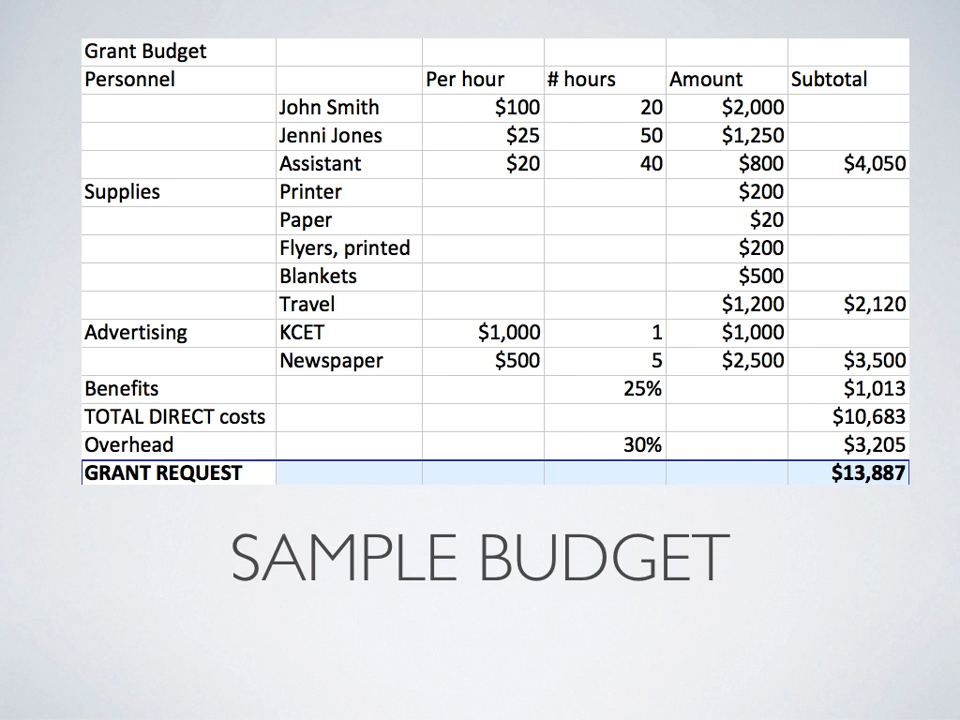 Grant Budget
Personnel Per hour # hours Amount Subtotal
John Smith $100 20 $2,000
Jenni Jones $25 50 $1,250
Assistant $20 40 $800 $4,050
Supplies Printer $200
Paper $20
Flyers, printed $200
Blankets $500
Travel $1,200 $2,120
Advertising KCET $1,000 1 $1,000
Newspaper $500 5 $2,500 $3,500
Benefits 25% $1,013
TOTAL DIRECT costs $10,683
Overhead 30% $3,205
GRANT REQUEST $13,887
SAMPLE BUDGET